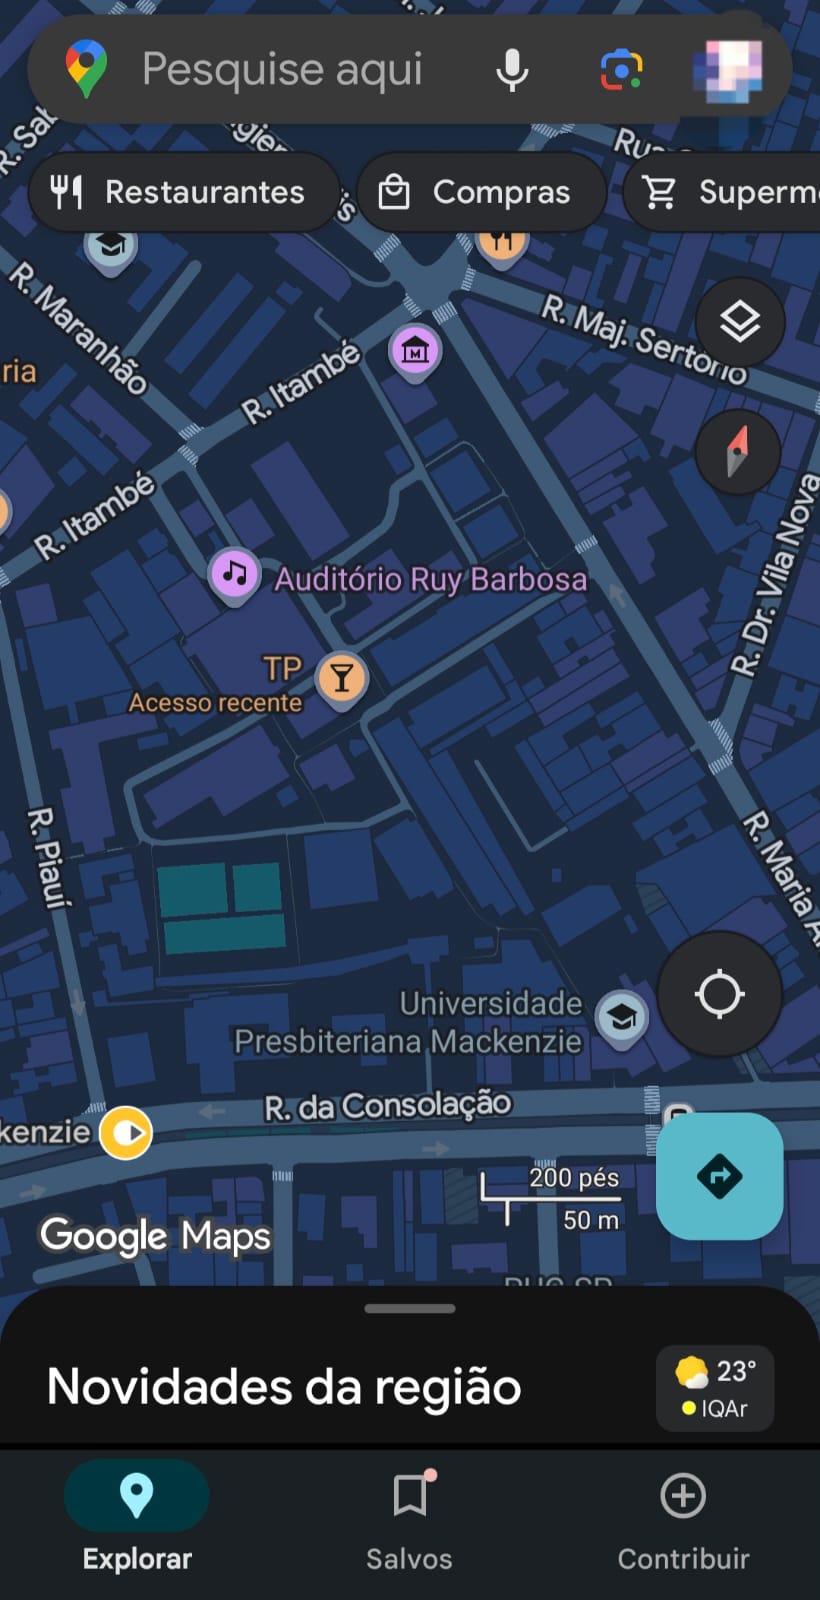 Pesquise aqui
Restaurantes
Compras
Superm
R. Maranhão
ria
R. Itambé
R. Maj. Sertório
R. Itambé
R. Dr. Vila Nova
Auditório Ruy Barbosa
TP
Acesso recente
R. Piauí
R. Maria A
Universidade
Presbiteriana Mackenzie
R. da Consolação
kenzie
200 pés
50 m
Google Maps
Novidades da região
23°
IQAr
Explorar
Salvos
Contribuir